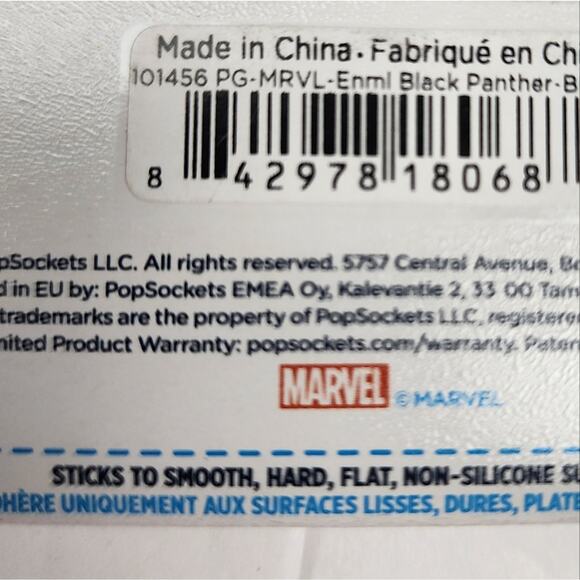 Made in China • Fabriqué en Ch
101456 PG-MRVL-Enml Black Panther-B
8 42978 18068
pSockets LLC. All rights reserved. 5757 Central Avenue, Bo
d in EU by: PopSockets EMEA Oy, Kalevantie 2, 33 00 Tam
trademarks are the property of PopSockets LLC, registere
nited Product Warranty: popsockets.com/warranty. Paten
MARVEL © MARVEL
STICKS TO SMOOTH, HARD, FLAT, NON-SILICONE SU
HÈRE UNIQUEMENT AUX SURFACES LISSES, DURES, PLATE